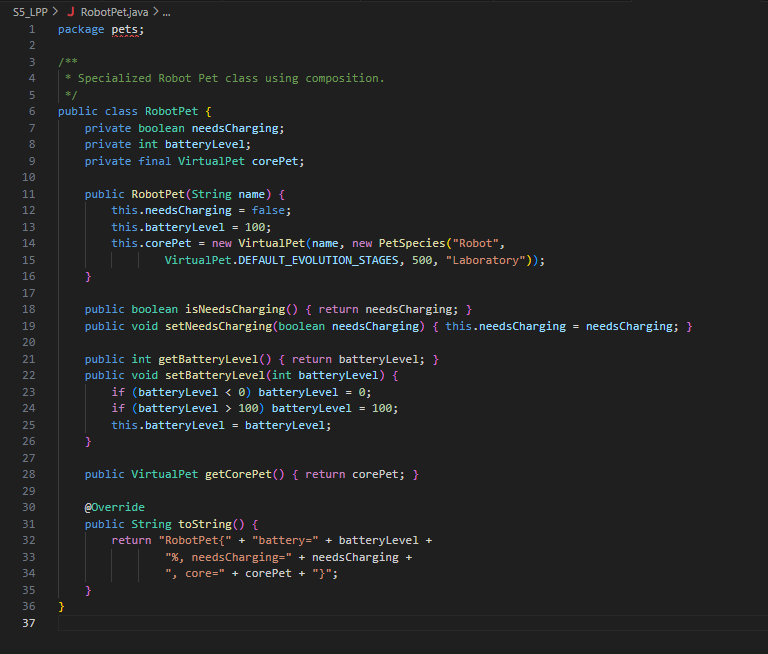 S5_LPP > J RobotPet.java > ...
1 package pets;
2
3 /**
4  * Specialized Robot Pet class using composition.
5  */
6 public class RobotPet {
7     private boolean needsCharging;
8     private int batteryLevel;
9     private final VirtualPet corePet;
10
11     public RobotPet(String name) {
12         this.needsCharging = false;
13         this.batteryLevel = 100;
14         this.corePet = new VirtualPet(name, new PetSpecies("Robot",
15                 VirtualPet.DEFAULT_EVOLUTION_STAGES, 500, "Laboratory"));
16     }
17
18     public boolean isNeedsCharging() { return needsCharging; }
19     public void setNeedsCharging(boolean needsCharging) { this.needsCharging = needsCharging; }
20
21     public int getBatteryLevel() { return batteryLevel; }
22     public void setBatteryLevel(int batteryLevel) {
23         if (batteryLevel < 0) batteryLevel = 0;
24         if (batteryLevel > 100) batteryLevel = 100;
25         this.batteryLevel = batteryLevel;
26     }
27
28     public VirtualPet getCorePet() { return corePet; }
29
30     @Override
31     public String toString() {
32         return "RobotPet{" + "battery=" + batteryLevel +
33                 "%, needsCharging=" + needsCharging +
34                 ", core=" + corePet + "}";
35     }
36 }
37